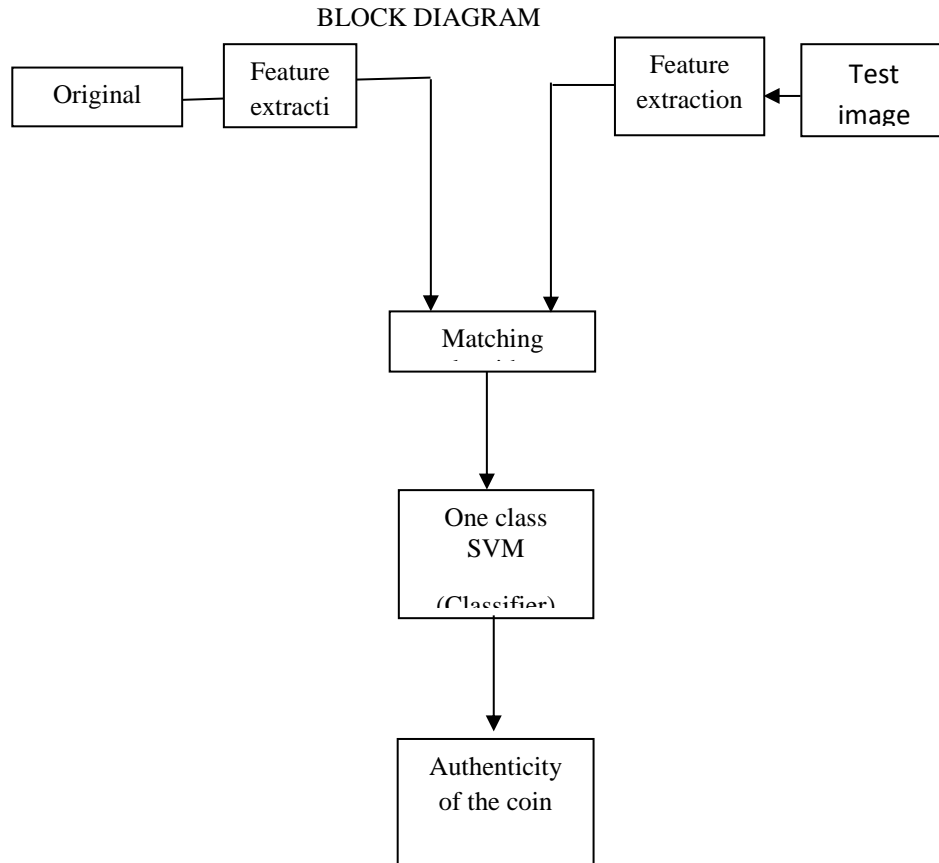 BLOCK DIAGRAM
Original
Feature
extracti
Feature
extraction
Test
image
Matching
One class
SVM
(Classifier)
Authenticity
of the coin